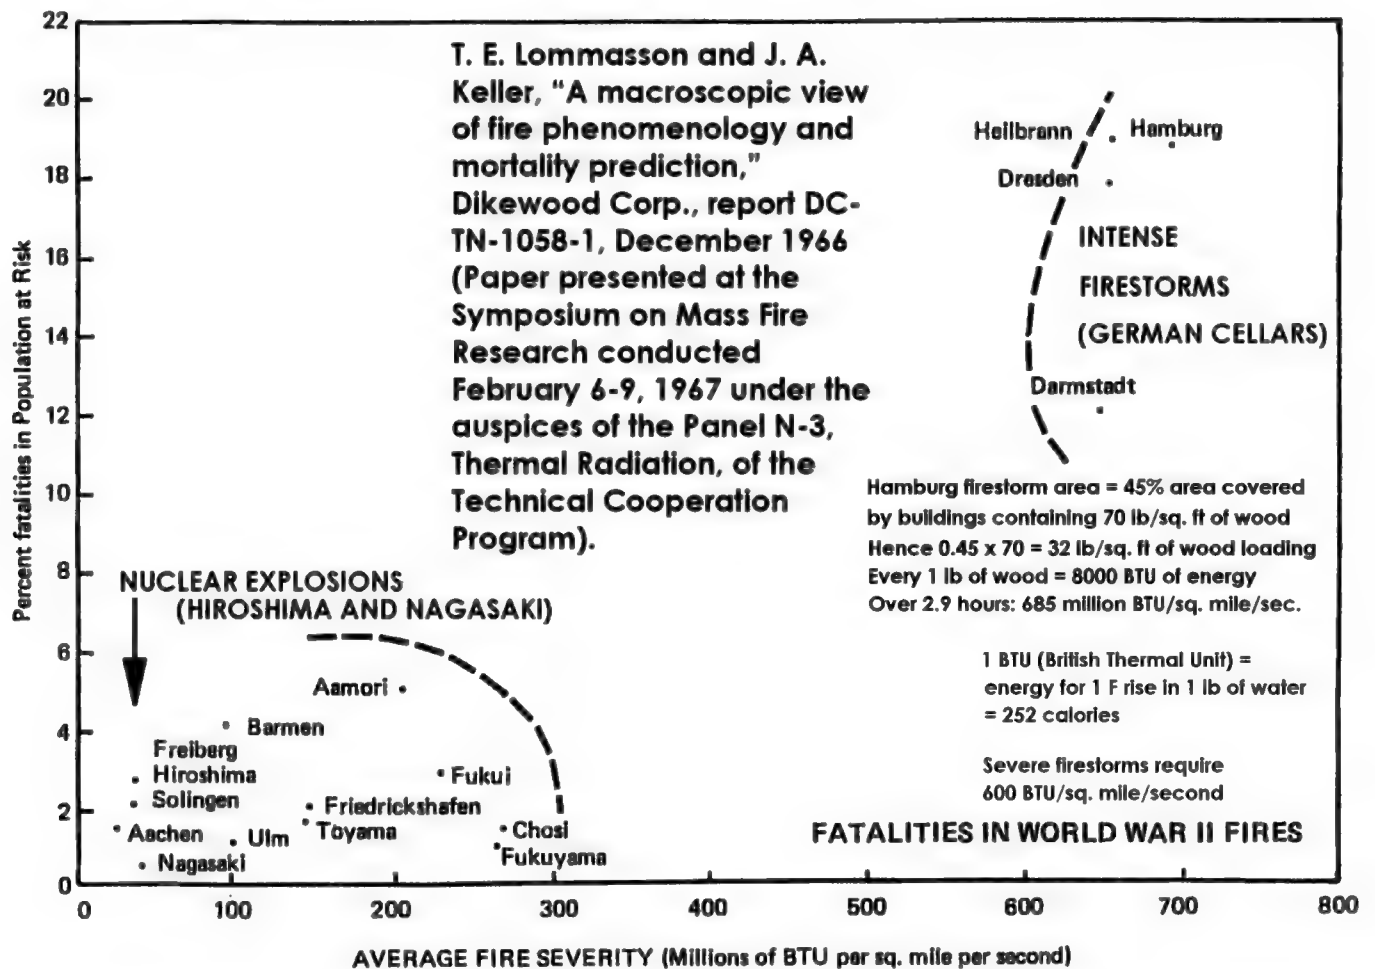 22
20
18
16
14
12
10
8
6
4
2
0
Percent fatalities in Population at Risk
T. E. Lommasson and J. A.
Keller, "A macroscopic view
of fire phenomenology and
mortality prediction,"
Dikewood Corp., report DC-
TN-1058-1, December 1966
(Paper presented at the
Symposium on Mass Fire
Research conducted
February 6-9, 1967 under the
auspices of the Panel N-3,
Thermal Radiation, of the
Technical Cooperation
Program).
Heilbrann
Hamburg
Dresden
INTENSE
FIRESTORMS
(GERMAN CELLARS)
Darmstadt
Hamburg firestorm area = 45% area covered
by buildings containing 70 lb/sq. ft of wood
Hence 0.45 x 70 = 32 lb/sq. ft of wood loading
Every 1 lb of wood = 8000 BTU of energy
Over 2.9 hours: 685 million BTU/sq. mile/sec.
1 BTU (British Thermal Unit) =
energy for 1 F rise in 1 lb of water
= 252 calories
Severe firestorms require
600 BTU/sq. mile/second
FATALITIES IN WORLD WAR II FIRES
NUCLEAR EXPLOSIONS
(HIROSHIMA AND NAGASAKI)
Aamori
Barmen
Freiberg
Hiroshima
Fukui
Solingen
Friedrickshafen
Aachen
Ulm
Toyama
Chosi
Nagasaki
Fukuyama
0 100 200 300 400 500 600 700 800
AVERAGE FIRE SEVERITY (Millions of BTU per sq. mile per second)